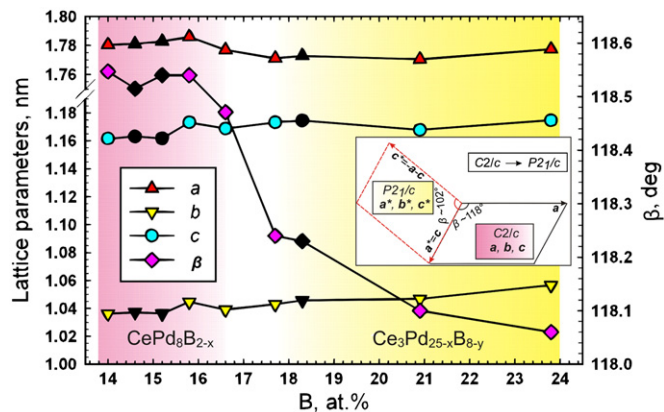 Lattice parameters, nm
1.80
1.78
1.76
1.18
1.16
1.14
1.12
1.10
1.08
1.06
1.04
1.02
1.00
a
b
c
β
C2/c → P21/c
c*=-a-c
P21/c
a*, b*, c*
β~102°
β~118°
a*=c
a
C2/c
a, b, c
CePd8B2-x
Ce3Pd25-xB8-y
14 15 16 17 18 19 20 21 22 23 24
B, at.%
118.6
118.5
118.4
118.3
118.2
118.1
118.0
β, deg